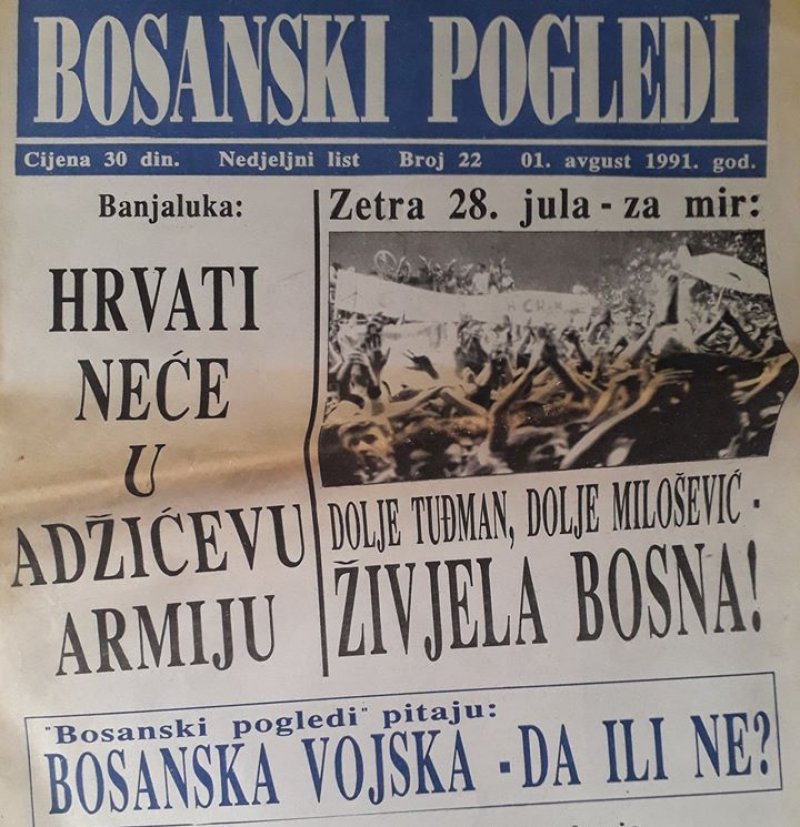 BOSANSKI POGLEDI
Cijena 30 din. Nedjeljni list Broj 22 01. avgust 1991. god.
Banjaluka:
HRVATI
NEĆE
U
ADŽIĆEVU
ARMIJU
Zetra 28. jula - za mir:
DOLJE TUĐMAN, DOLJE MILOŠEVIĆ -
ŽIVJELA BOSNA!
"Bosanski pogledi" pitaju:
BOSANSKA VOJSKA - DA ILI NE?